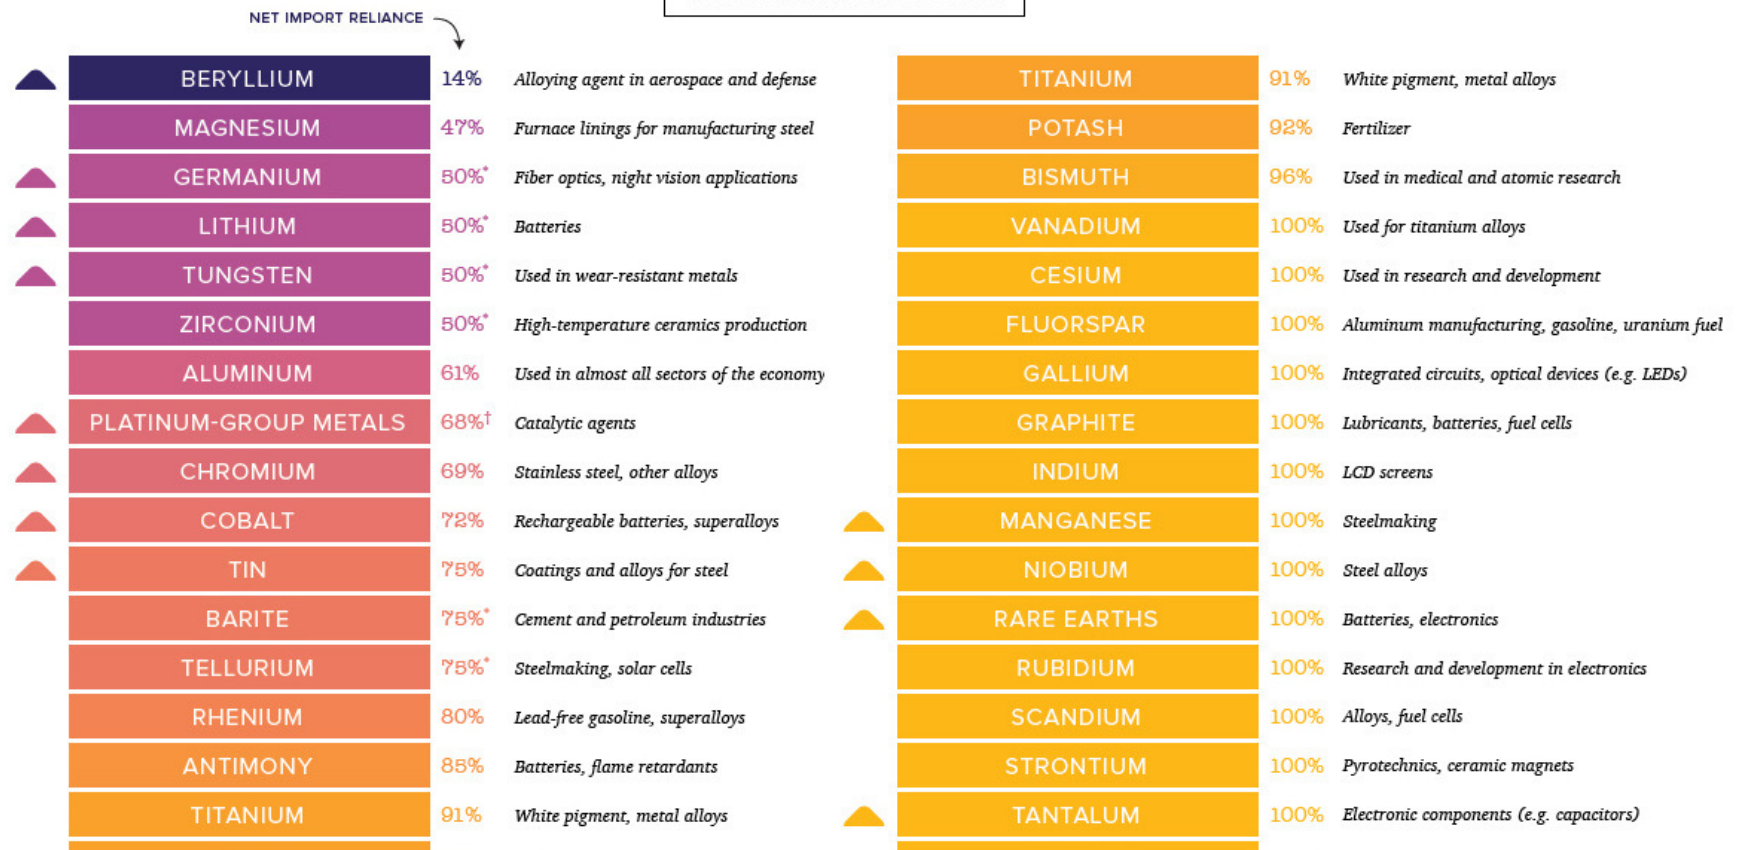 NET IMPORT RELIANCE
BERYLLIUM 14% Alloying agent in aerospace and defense
MAGNESIUM 47% Furnace linings for manufacturing steel
GERMANIUM 50%* Fiber optics, night vision applications
LITHIUM 50%* Batteries
TUNGSTEN 50%* Used in wear-resistant metals
ZIRCONIUM 50%* High-temperature ceramics production
ALUMINUM 61% Used in almost all sectors of the economy
PLATINUM-GROUP METALS 68%† Catalytic agents
CHROMIUM 69% Stainless steel, other alloys
COBALT 72% Rechargeable batteries, superalloys
TIN 75% Coatings and alloys for steel
BARITE 75%* Cement and petroleum industries
TELLURIUM 75%* Steelmaking, solar cells
RHENIUM 80% Lead-free gasoline, superalloys
ANTIMONY 85% Batteries, flame retardants
TITANIUM 91% White pigment, metal alloys
TITANIUM 91% White pigment, metal alloys
POTASH 92% Fertilizer
BISMUTH 96% Used in medical and atomic research
VANADIUM 100% Used for titanium alloys
CESIUM 100% Used in research and development
FLUORSPAR 100% Aluminum manufacturing, gasoline, uranium fuel
GALLIUM 100% Integrated circuits, optical devices (e.g. LEDs)
GRAPHITE 100% Lubricants, batteries, fuel cells
INDIUM 100% LCD screens
MANGANESE 100% Steelmaking
NIOBIUM 100% Steel alloys
RARE EARTHS 100% Batteries, electronics
RUBIDIUM 100% Research and development in electronics
SCANDIUM 100% Alloys, fuel cells
STRONTIUM 100% Pyrotechnics, ceramic magnets
TANTALUM 100% Electronic components (e.g. capacitors)